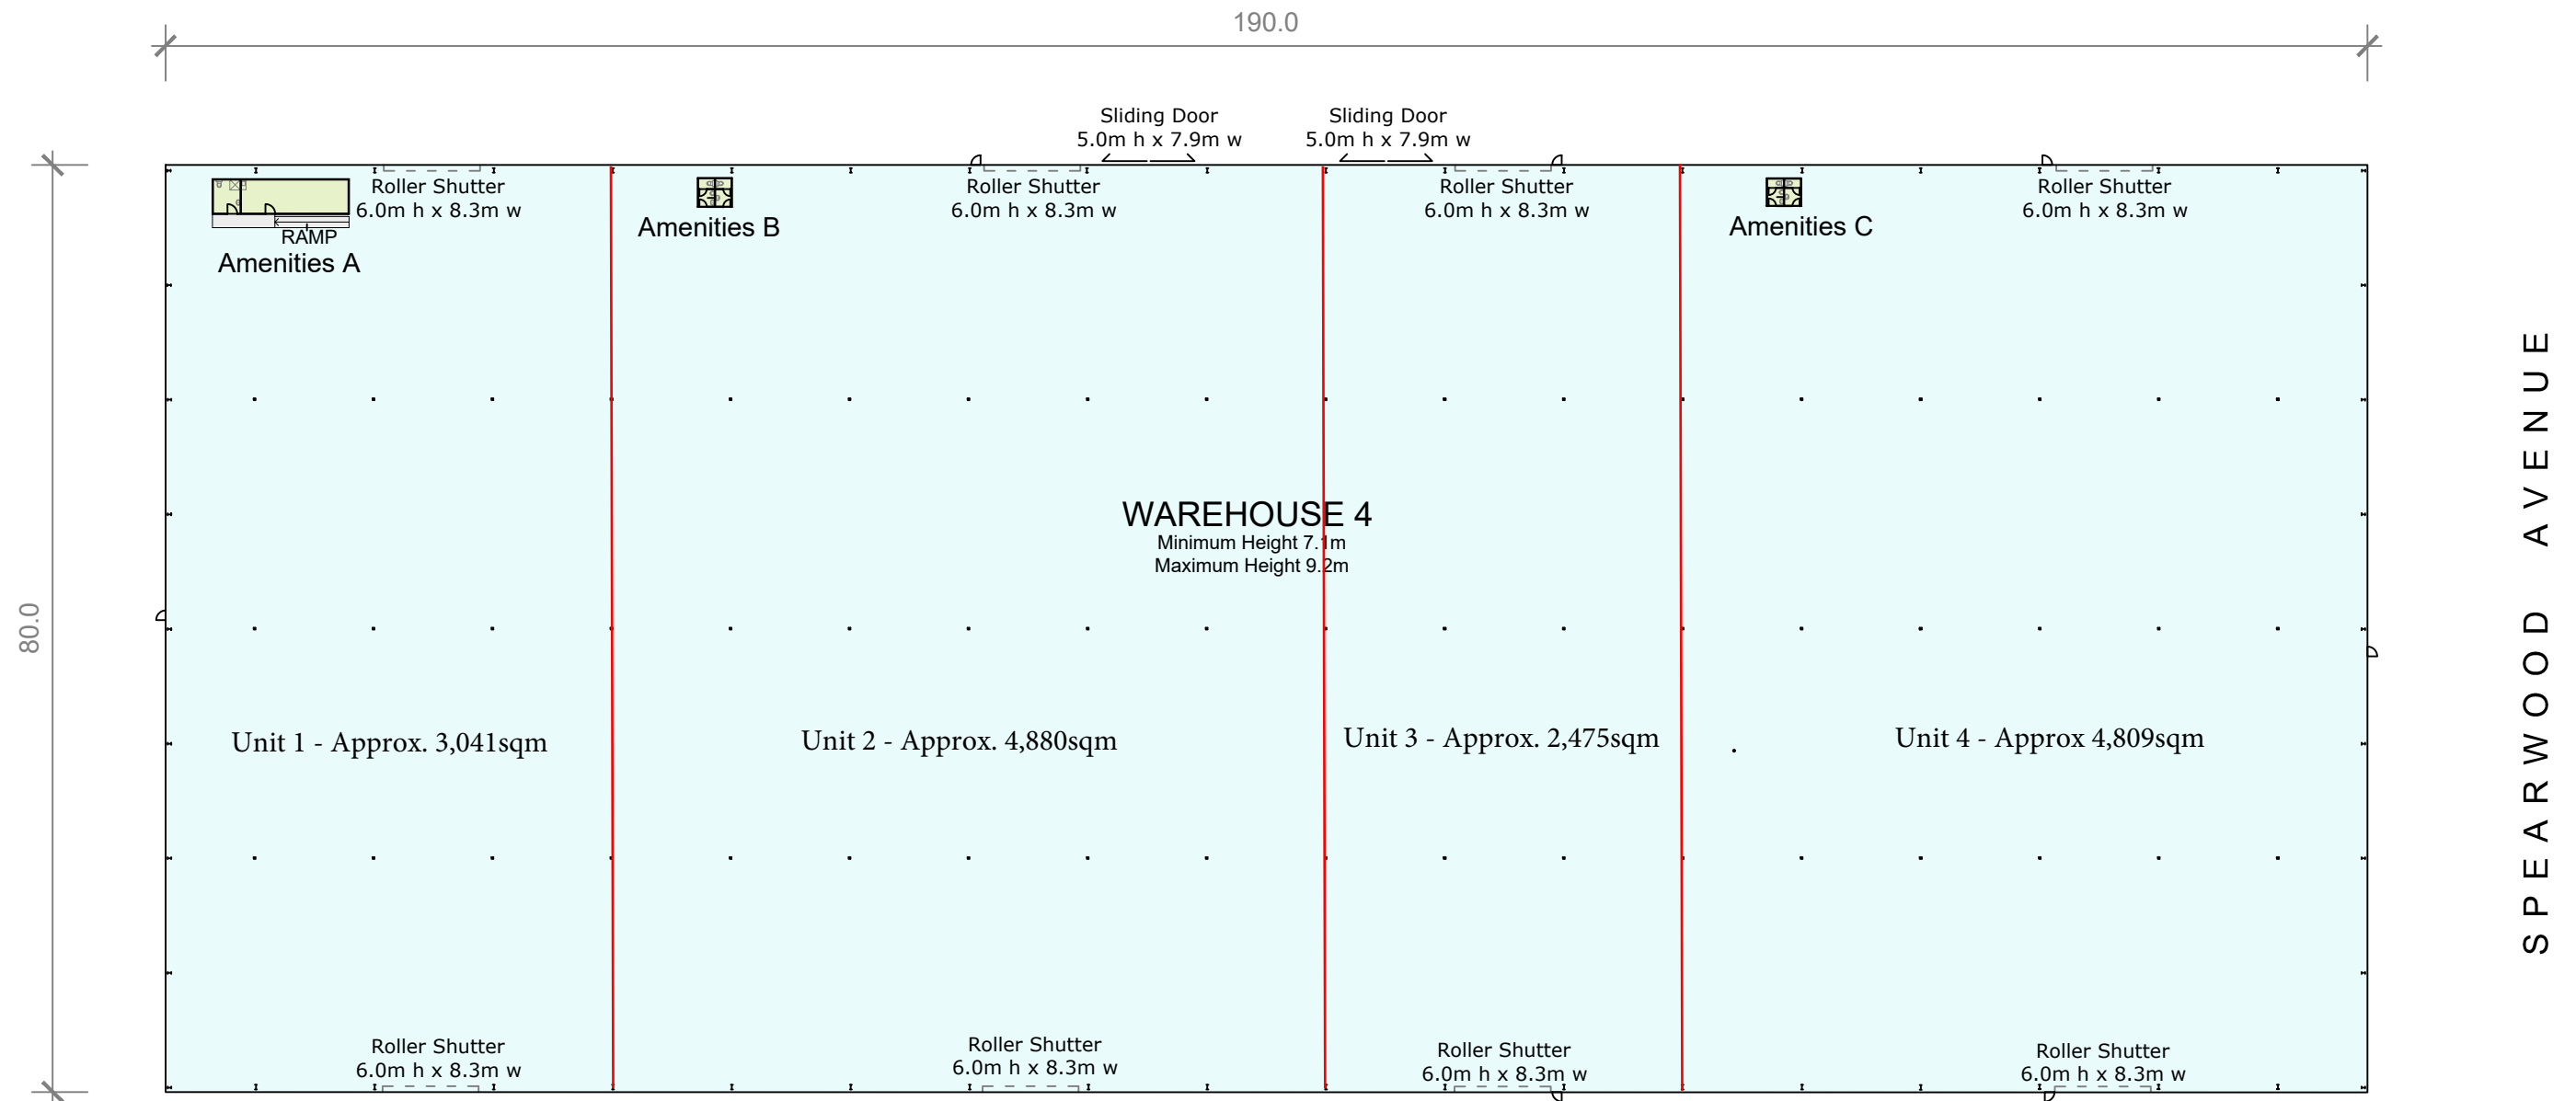 190.0
Sliding Door
5.0m h x 7.9m w
Sliding Door
5.0m h x 7.9m w
Roller Shutter
6.0m h x 8.3m w
RAMP
Amenities A
Amenities B
Roller Shutter
6.0m h x 8.3m w
Roller Shutter
6.0m h x 8.3m w
Amenities C
Roller Shutter
6.0m h x 8.3m w
80.0
WAREHOUSE 4
Minimum Height 7.1m
Maximum Height 9.2m
SPEARWOOD AVENUE
Unit 1 - Approx. 3,041sqm
Unit 2 - Approx. 4,880sqm
Unit 3 - Approx. 2,475sqm
Unit 4 - Approx 4,809sqm
Roller Shutter
6.0m h x 8.3m w
Roller Shutter
6.0m h x 8.3m w
Roller Shutter
6.0m h x 8.3m w
Roller Shutter
6.0m h x 8.3m w